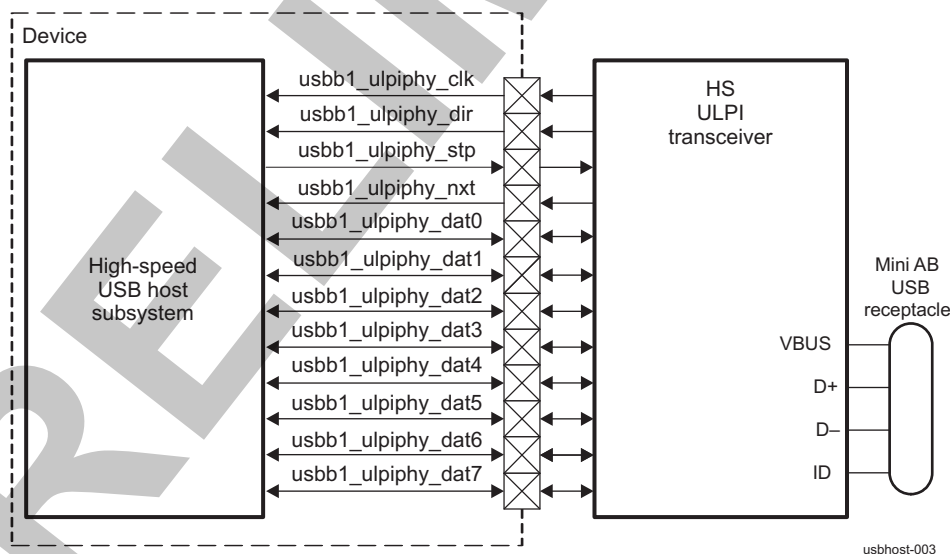 Device
usbb1_ulpiphy_clk
usbb1_ulpiphy_dir
usbb1_ulpiphy_stp
usbb1_ulpiphy_nxt
usbb1_ulpiphy_dat0
usbb1_ulpiphy_dat1
usbb1_ulpiphy_dat2
usbb1_ulpiphy_dat3
usbb1_ulpiphy_dat4
usbb1_ulpiphy_dat5
usbb1_ulpiphy_dat6
usbb1_ulpiphy_dat7
High-speed
USB host
subsystem
HS
ULPI
transceiver
VBUS
D+
D–
ID
Mini AB
USB
receptacle
usbhost-003